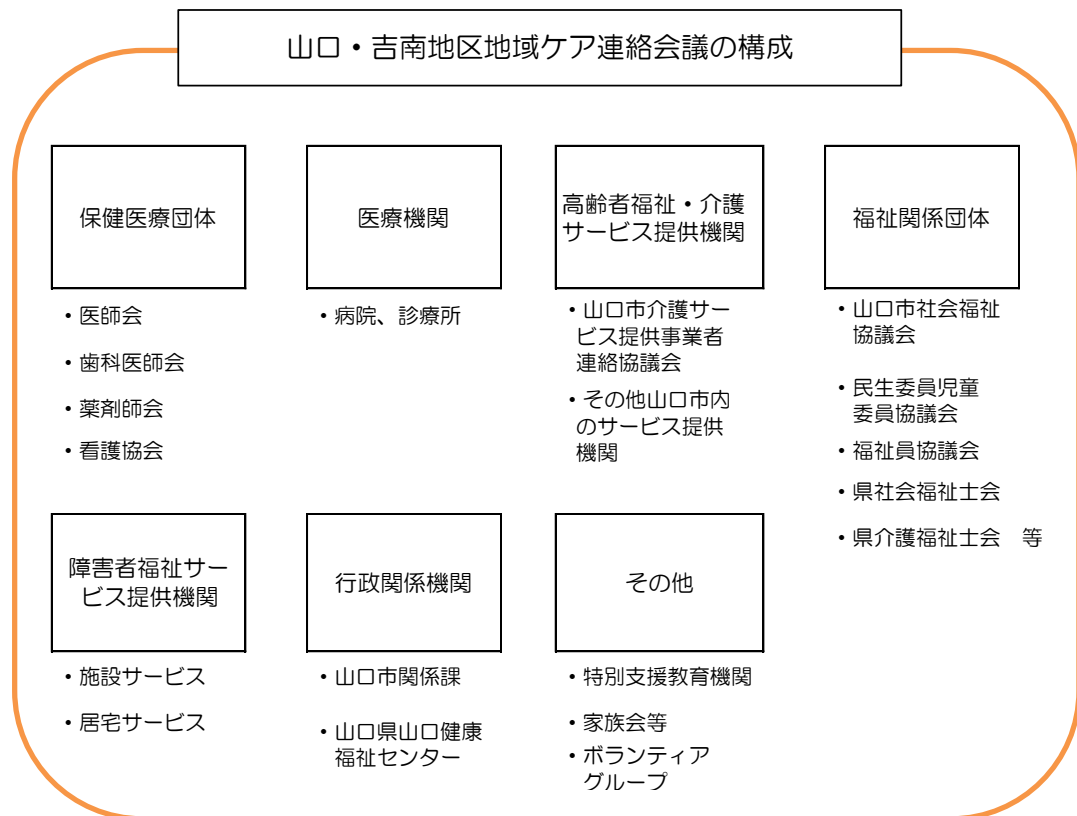 山口・吉南地区地域ケア連絡会議の構成
保健医療団体
・医師会
・歯科医師会
・薬剤師会
・看護協会
医療機関
・病院、診療所
高齢者福祉・介護
サービス提供機関
・山口市介護サー
ビス提供事業者
連絡協議会
・その他山口市内
のサービス提供
機関
福祉関係団体
・山口市社会福祉
協議会
・民生委員児童
委員協議会
・福祉員協議会
・県社会福祉士会
・県介護福祉士会　等
障害者福祉サー
ビス提供機関
・施設サービス
・居宅サービス
行政関係機関
・山口市関係課
・山口県山口健康
福祉センター
その他
・特別支援教育機関
・家族会等
・ボランティア
グループ